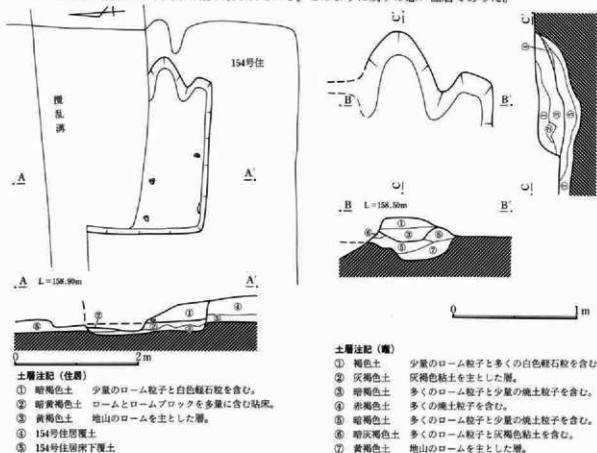 154号住
攪乱溝
A
A'
B
B'
C
C'
A L=158.90m
A'
B L=158.50m
B'
0 2m
0 1m
土層注記（住居）
① 暗褐色土 少量のローム粒子と白色軽石粒を含む。
② 暗黄褐色土 ロームとロームブロックを多量に含む貼床。
③ 黄褐色土 地山のロームを主とした層。
④ 154号住居覆土
⑤ 154号住居床下覆土
土層注記（竈）
① 褐色土 少量のローム粒子と多くの白色軽石粒を含む。
② 灰褐色土 灰褐色粘土を主とした層。
③ 暗褐色土 多くのローム粒子と少量の焼土粒子を含む。
④ 赤褐色土 多くの焼土粒子を含む。
⑤ 暗褐色土 多くのローム粒子と少量の焼土粒子を含む。
⑥ 暗灰褐色土 多くのローム粒子と灰褐色粘土を含む。
⑦ 黄褐色土 地山のロームを主とした層。